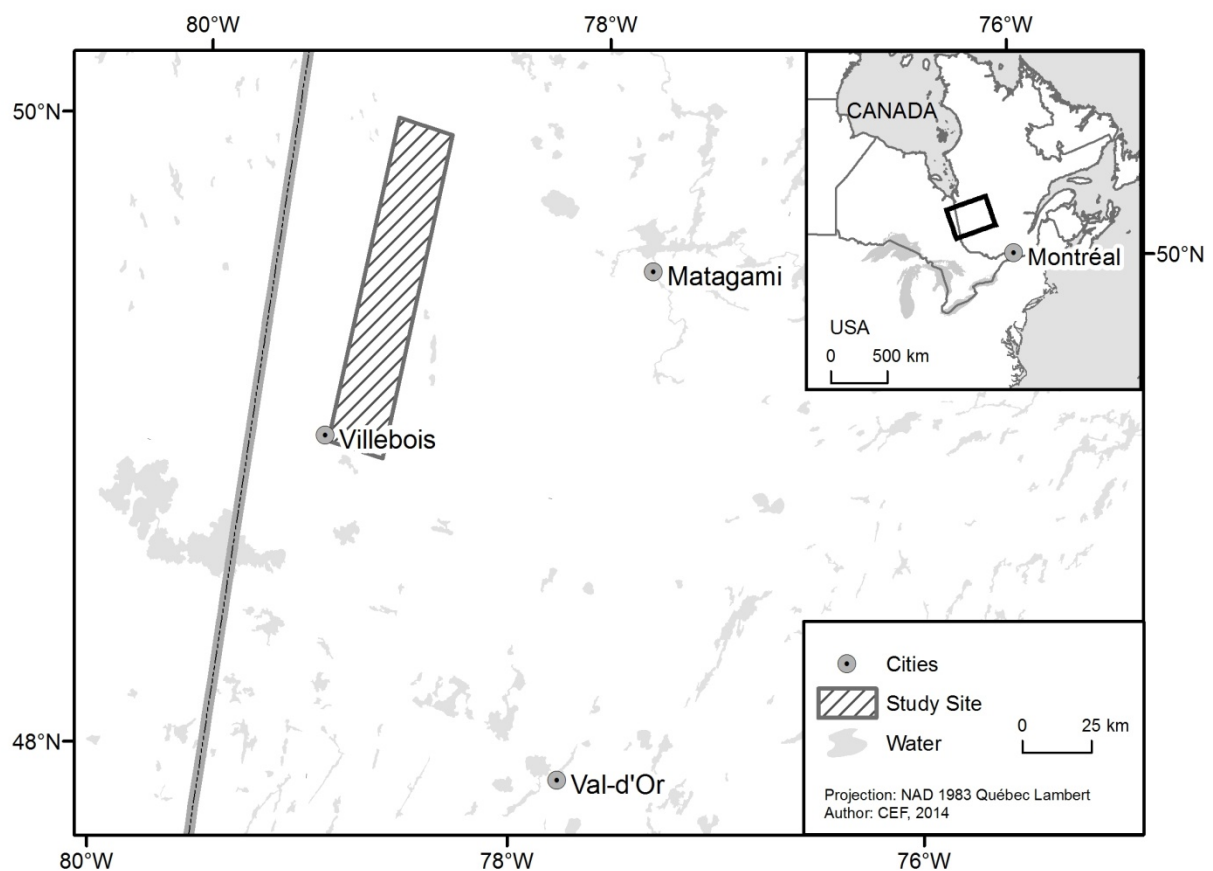 80°W
78°W
76°W
50°N
CANADA
Montréal
50°N
USA
0 500 km
Matagami
Villebois
48°N
Val-d'Or
Cities
Study Site
Water
0 25 km
Projection: NAD 1983 Québec Lambert
Author: CEF, 2014
80°W
78°W
76°W